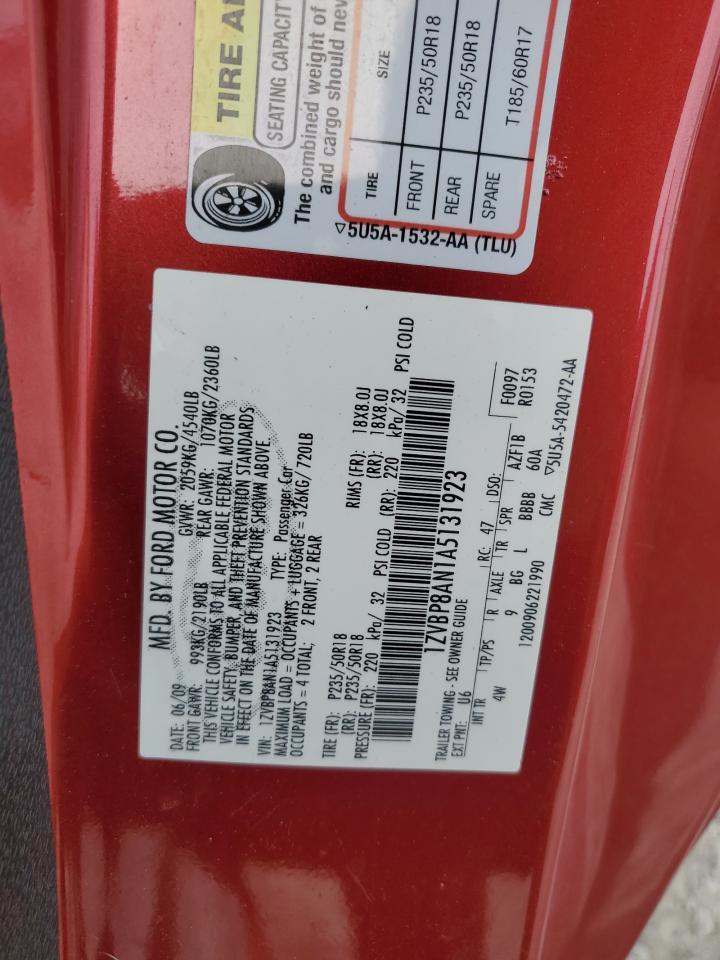 TIRE A
SEATING CAPACITY
The combined weight of
and cargo should nev
TIRE SIZE
FRONT P235/50R18
REAR P235/50R18
SPARE T185/60R17
▽5U5A-1532-AA (TLU)
MFD. BY FORD MOTOR CO.
DATE: 06/09 GVWR: 2059KG/4540LB
FRONT GAWR: 993KG/2190LB REAR GAWR: 1070KG/2360LB
THIS VEHICLE CONFORMS TO ALL APPLICABLE FEDERAL MOTOR
VEHICLE SAFETY, BUMPER, AND THEFT PREVENTION STANDARDS
IN EFFECT ON THE DATE OF MANUFACTURE SHOWN ABOVE.
VIN: 1ZVBP8AN1A5131923 TYPE: Passenger Car
MAXIMUM LOAD = OCCUPANTS + LUGGAGE = 326KG/720LB
OCCUPANTS = 4 TOTAL; 2 FRONT, 2 REAR
TIRE (FR): P235/50R18 RIMS (FR): 18X8.0J
(RR): P235/50R18 (RR): 18X8.0J
PRESSURE (FR): 220 kPa/ 32 PSI COLD (RR): 220 kPa/ 32 PSI COLD
1ZVBP8AN1A5131923
TRAILER TOWING - SEE OWNER GUIDE
EXT PNT: U6 RC: 47 DSO: F0097
INT TR TP/PS R AXLE TR SPR R0153
4W 9 BG L BBBB AZF1B
60A
1200906221990 CMC ▽5U5A-5420472-AA